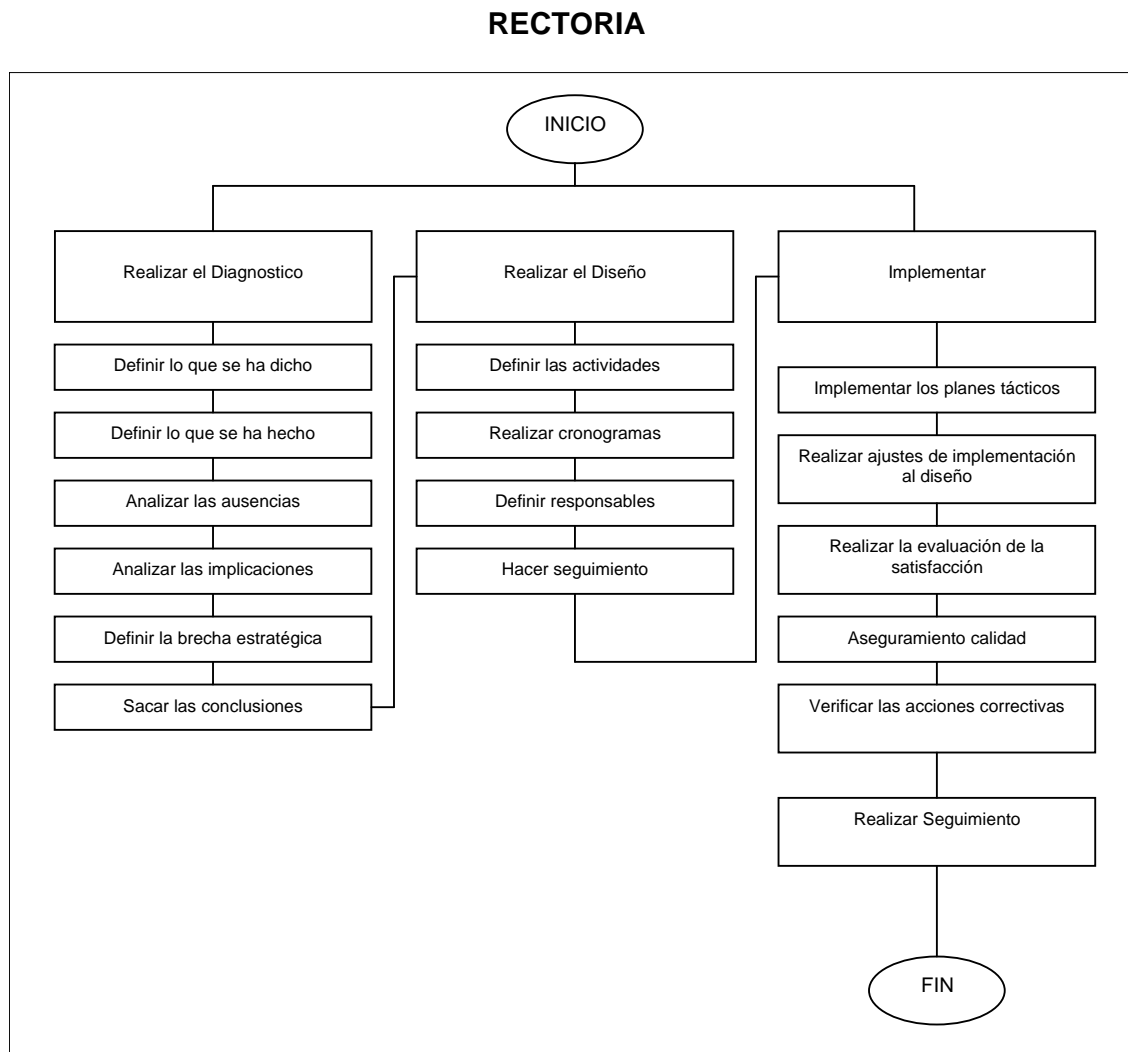 RECTORIA
INICIO
Realizar el Diagnostico
Definir lo que se ha dicho
Definir lo que se ha hecho
Analizar las ausencias
Analizar las implicaciones
Definir la brecha estratégica
Sacar las conclusiones
Realizar el Diseño
Definir las actividades
Realizar cronogramas
Definir responsables
Hacer seguimiento
Implementar
Implementar los planes tácticos
Realizar ajustes de implementación
al diseño
Realizar la evaluación de la
satisfacción
Aseguramiento calidad
Verificar las acciones correctivas
Realizar Seguimiento
FIN